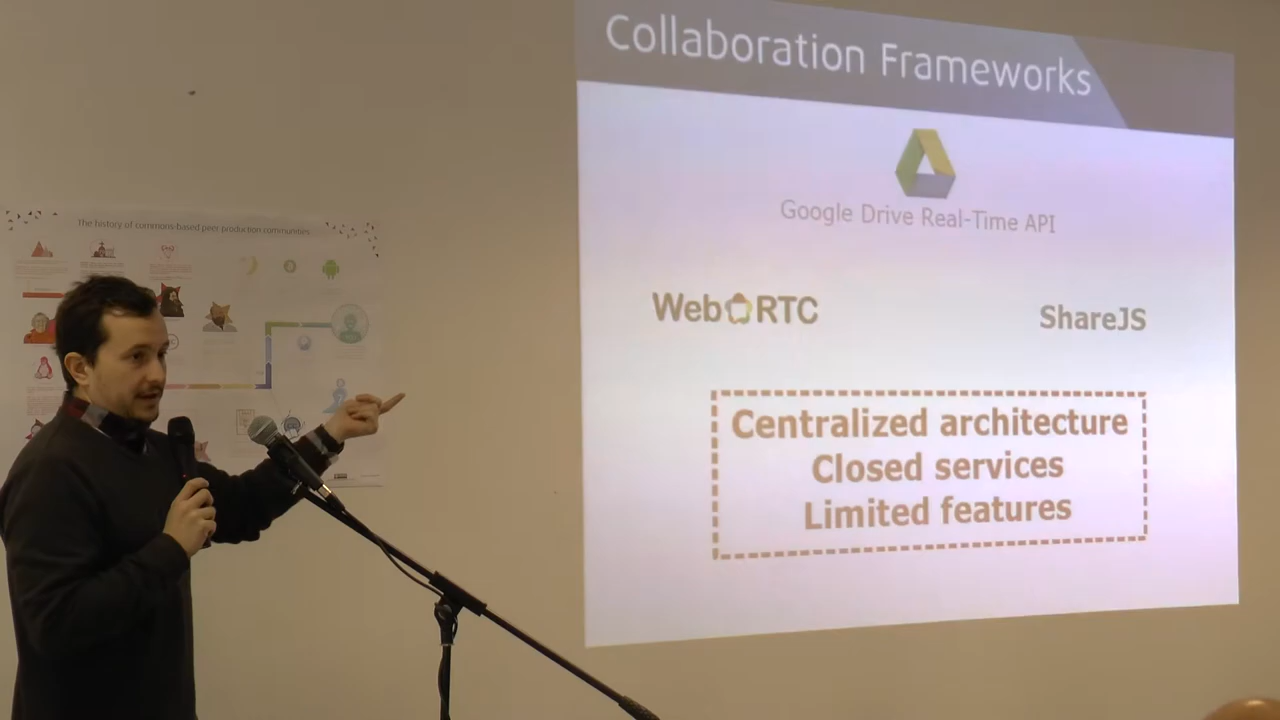 Collaboration Frameworks
Google Drive Real-Time API
WebRTC
ShareJS
Centralized architecture
Closed services
Limited features
The history of commons-based peer production communities